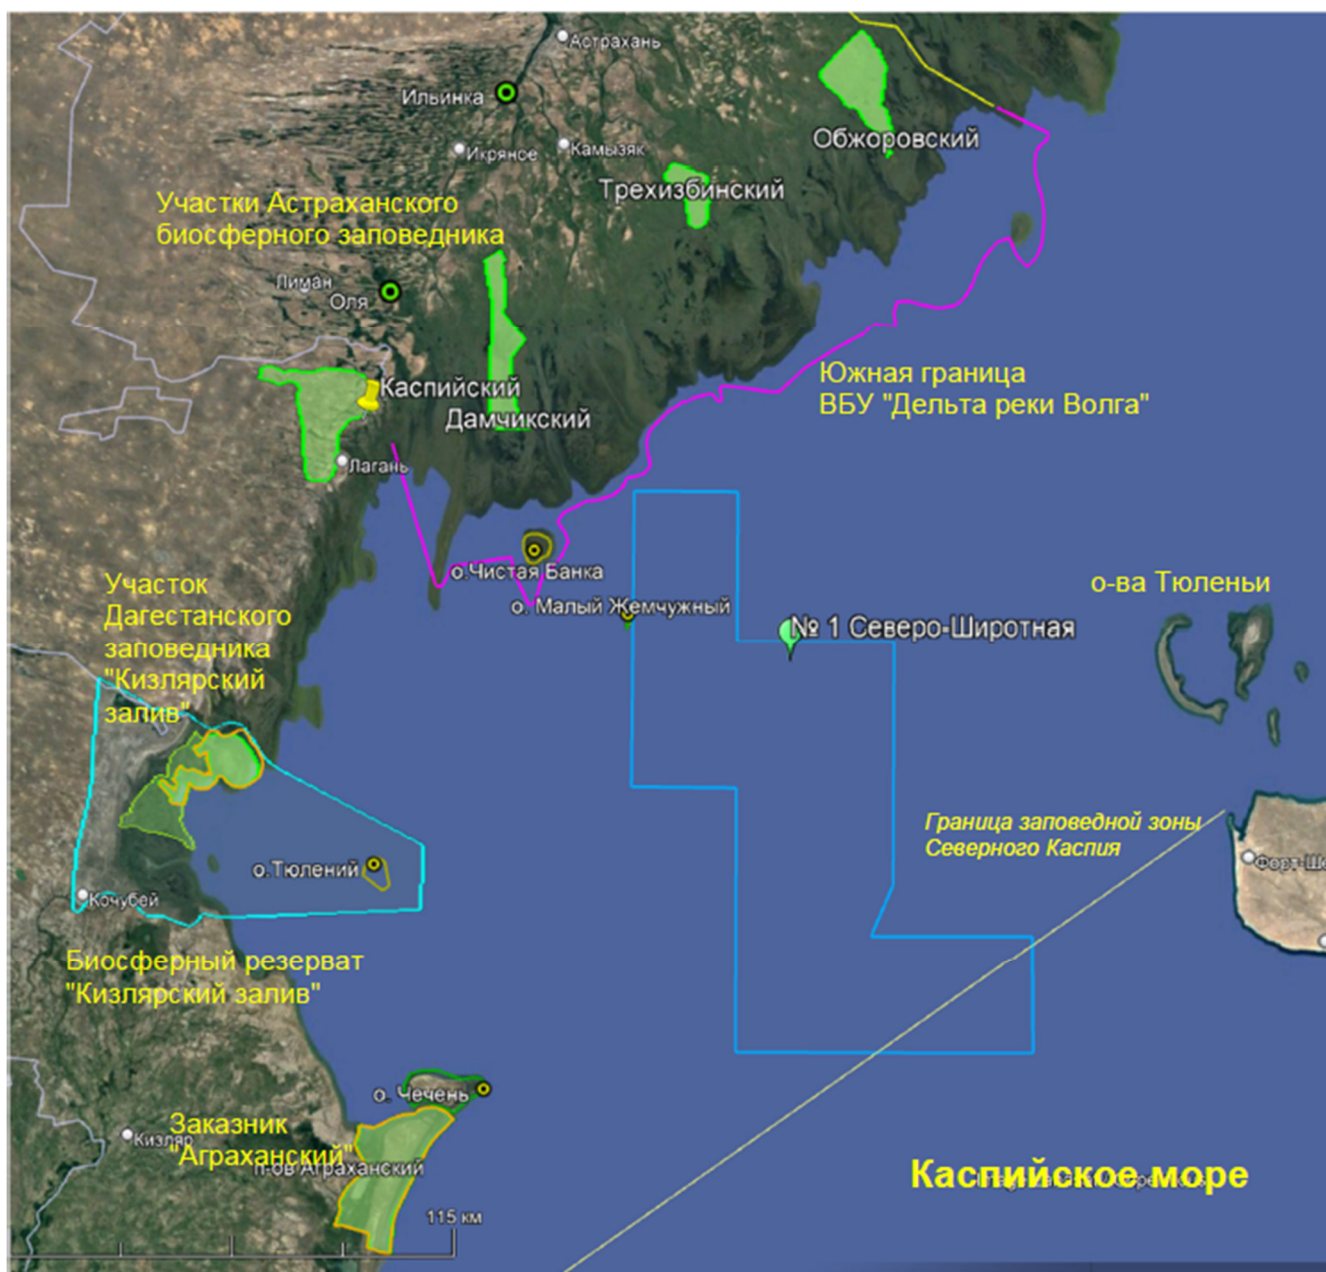 Астрахань
Ильинка
Обжоровский
Икряное
Камызяк
Трехизбинский
Участки Астраханского
биосферного заповедника
Лиман
Оля
Южная граница
ВБУ "Дельта реки Волга"
Каспийский
Дамчикский
Лагань
о.Чистая Банка
о. Малый Жемчужный
о-ва Тюленьи
№ 1 Северо-Широтная
Участок
Дагестанского
заповедника
"Кизлярский
залив"
Граница заповедной зоны
Северного Каспия
Форт-Ше
о.Тюлений
Кочубей
Биосферный резерват
"Кизлярский залив"
о. Чечень
Заказник
"Аграханский"
Кизляр
п-ов Аграханский
Каспийское море
115 км